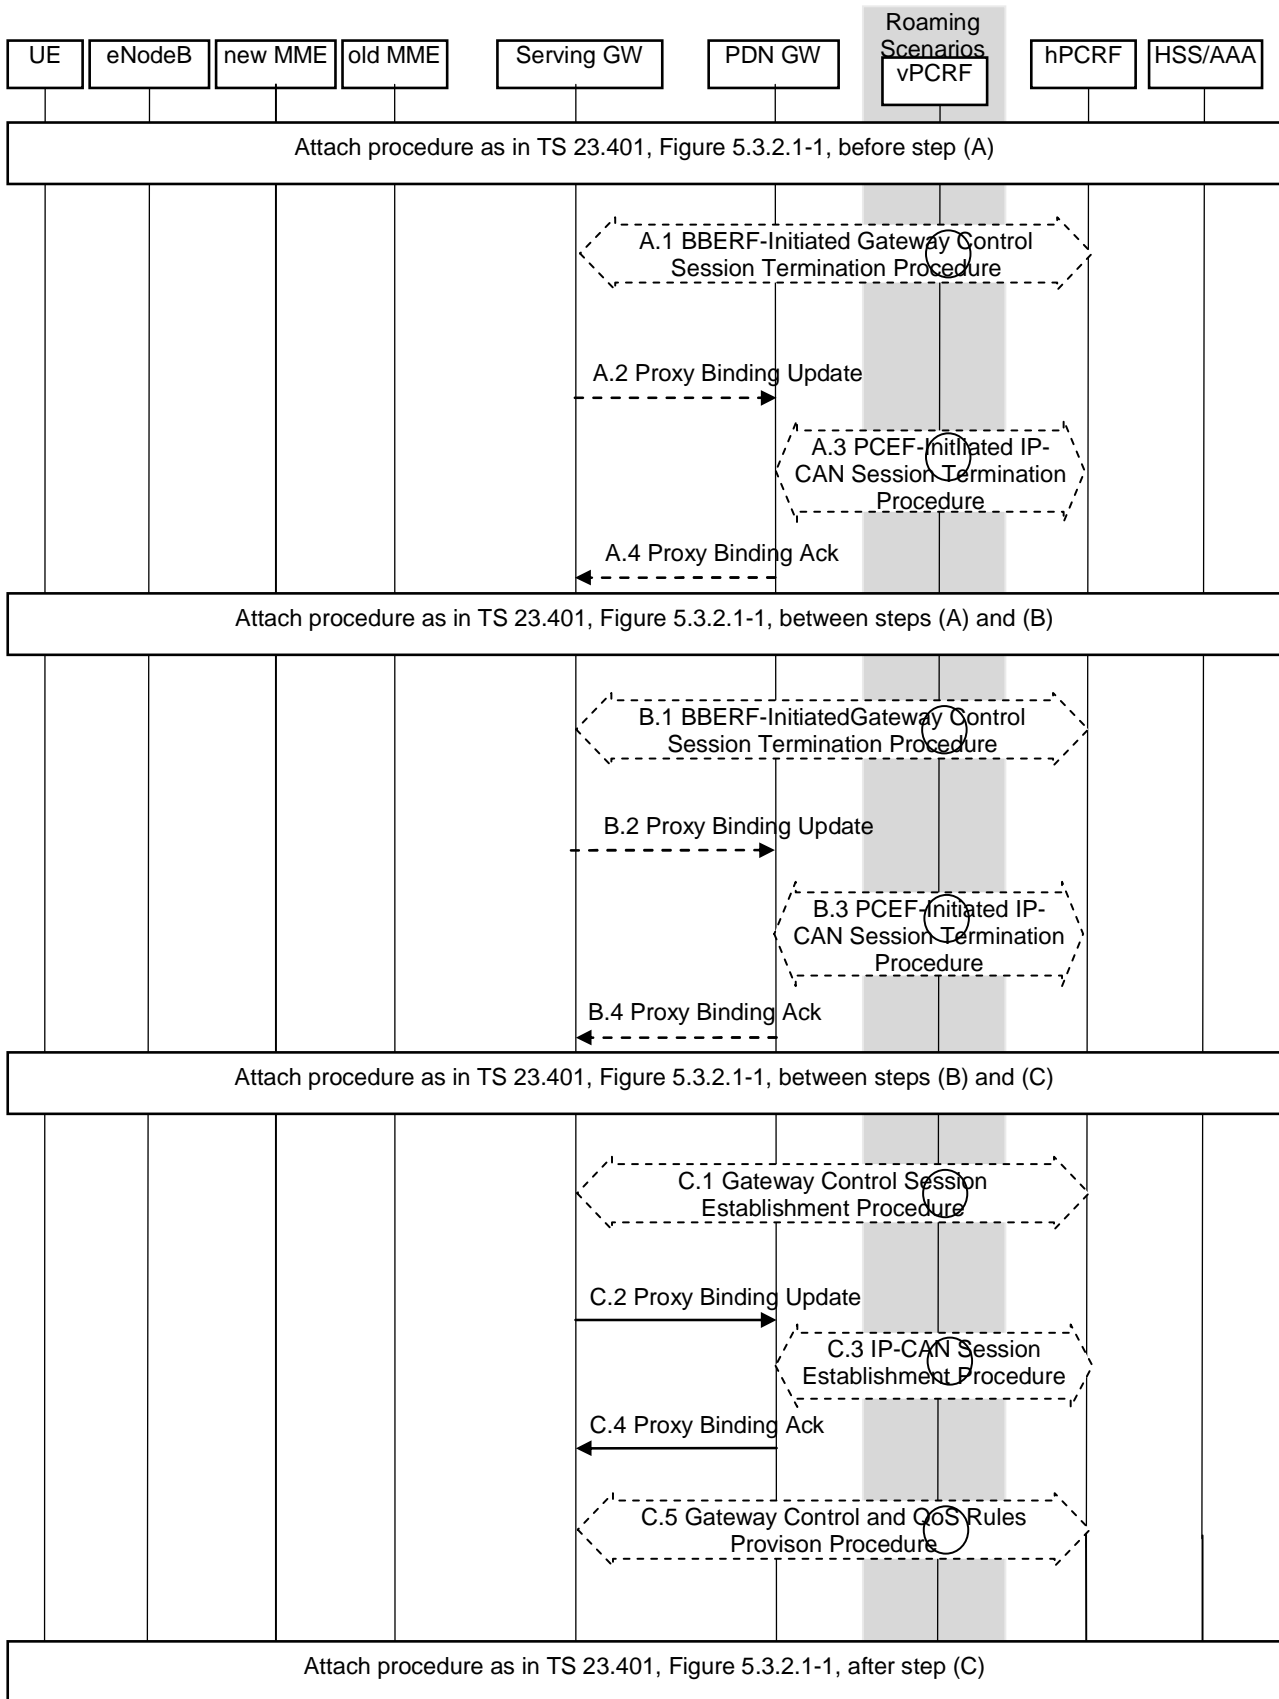 Roaming
Scenarios
UE eNodeB new MME old MME Serving GW PDN GW vPCRF hPCRF HSS/AAA
Attach procedure as in TS 23.401, Figure 5.3.2.1-1, before step (A)
A.1 BBERF-Initiated Gateway Control
Session Termination Procedure
A.2 Proxy Binding Update
A.3 PCEF-Initliated IP-
CAN Session Termination
Procedure
A.4 Proxy Binding Ack
Attach procedure as in TS 23.401, Figure 5.3.2.1-1, between steps (A) and (B)
B.1 BBERF-InitiatedGateway Control
Session Termination Procedure
B.2 Proxy Binding Update
B.3 PCEF-Initiated IP-
CAN Session Termination
Procedure
B.4 Proxy Binding Ack
Attach procedure as in TS 23.401, Figure 5.3.2.1-1, between steps (B) and (C)
C.1 Gateway Control Session
Establishment Procedure
C.2 Proxy Binding Update
C.3 IP-CAN Session
Establishment Procedure
C.4 Proxy Binding Ack
C.5 Gateway Control and QoS Rules
Provison Procedure
Attach procedure as in TS 23.401, Figure 5.3.2.1-1, after step (C)